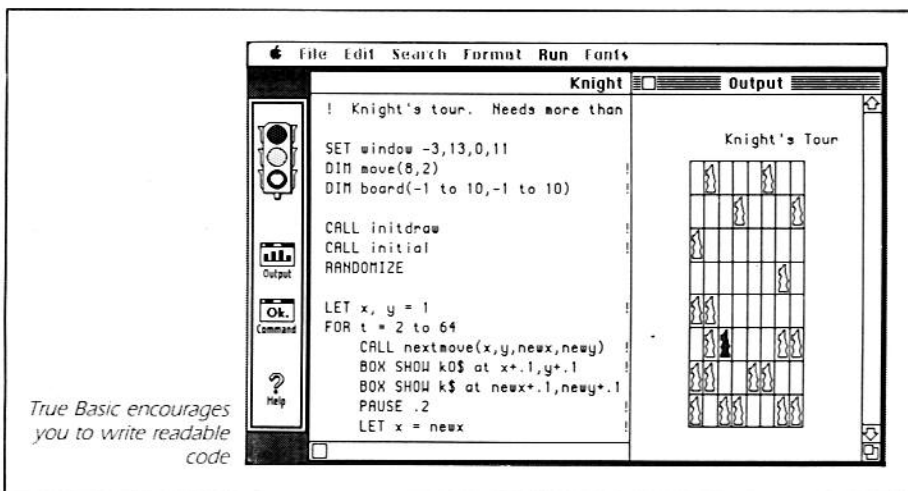 File Edit Search Format Run Fonts
Knight
Output
! Knight's tour. Needs more than
SET window -3,13,0,11
DIM move(8,2)
DIM board(-1 to 10,-1 to 10)
CALL initdraw
CALL initial
RANDOMIZE
LET x, y = 1
FOR t = 2 to 64
CALL nextmove(x,y,newx,newy)
BOX SHOW k0$ at x+.1,y+.1
BOX SHOW k$ at newx+.1,newy+.1
PAUSE .2
LET x = newx
Output
Ok.
Command
?
Help
Knight's Tour
True Basic encourages
you to write readable
code